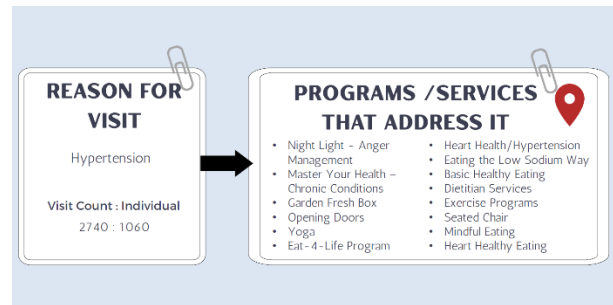 REASON FOR
VISIT
Hypertension
Visit Count : Individual
2740 : 1060
PROGRAMS /SERVICES
THAT ADDRESS IT
• Night Light - Anger
Management
• Master Your Health –
Chronic Conditions
• Garden Fresh Box
• Opening Doors
• Yoga
• Eat-4-Life Program
• Heart Health/Hypertension
• Eating the Low Sodium Way
• Basic Healthy Eating
• Dietitian Services
• Exercise Programs
• Seated Chair
• Mindful Eating
• Heart Healthy Eating